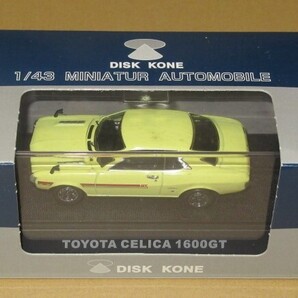 DISK KONE
1/43 MINIATUR AUTOMOBILE
TOYOTA CELICA 1600GT
DISK KONE